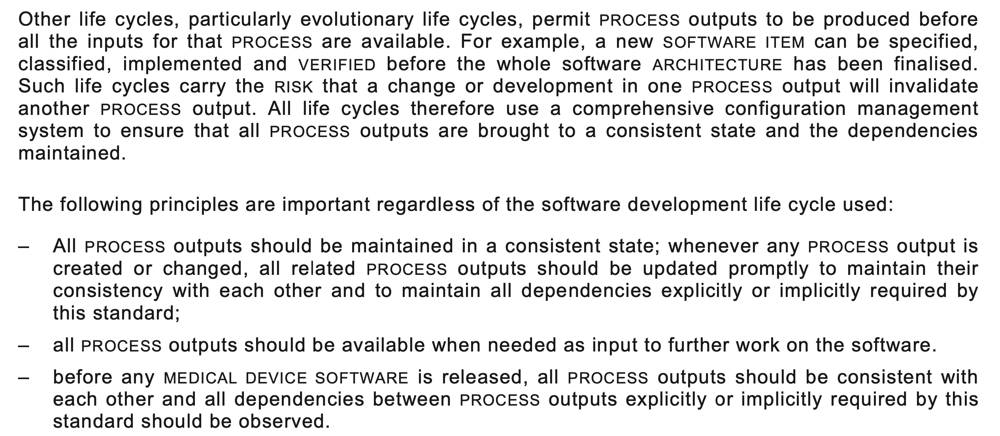 Other life cycles, particularly evolutionary life cycles, permit PROCESS outputs to be produced before
all the inputs for that PROCESS are available. For example, a new SOFTWARE ITEM can be specified,
classified, implemented and VERIFIED before the whole software ARCHITECTURE has been finalised.
Such life cycles carry the RISK that a change or development in one PROCESS output will invalidate
another PROCESS output. All life cycles therefore use a comprehensive configuration management
system to ensure that all PROCESS outputs are brought to a consistent state and the dependencies
maintained.
The following principles are important regardless of the software development life cycle used:
– All PROCESS outputs should be maintained in a consistent state; whenever any PROCESS output is
created or changed, all related PROCESS outputs should be updated promptly to maintain their
consistency with each other and to maintain all dependencies explicitly or implicitly required by
this standard;
– all PROCESS outputs should be available when needed as input to further work on the software.
– before any MEDICAL DEVICE SOFTWARE is released, all PROCESS outputs should be consistent with
each other and all dependencies between PROCESS outputs explicitly or implicitly required by this
standard should be observed.